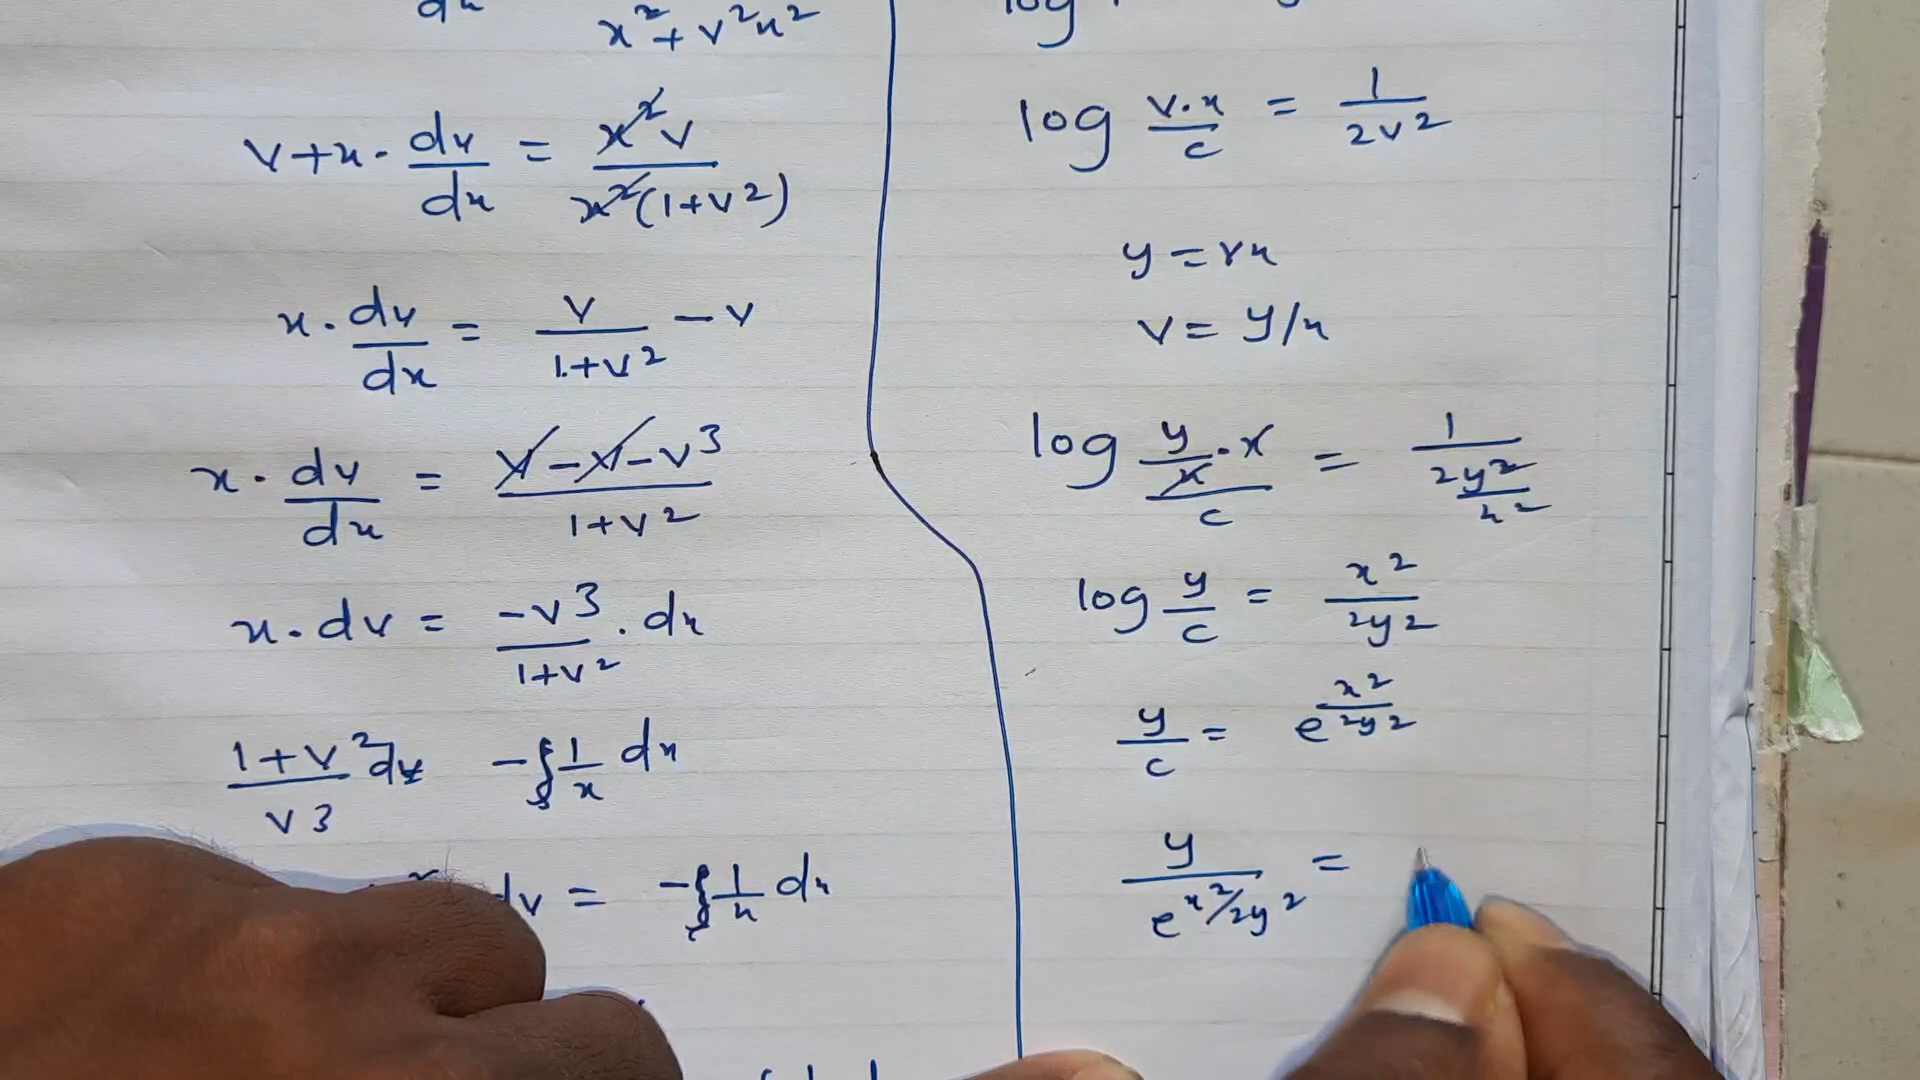 x² + v²x²
v+x· dv/dx = x²v / x²(1+v²)
x· dv/dx = v / 1+v² - v
x· dv/dx = v-v-v³ / 1+v²
x·dv = -v³ / 1+v² · dx
1+v² / v³ dv -∫ 1/x dx
dv = -∫ 1/x dx
log
log v·x / c = 1 / 2v²
y = vx
v = y/x
log y/x · x / c = 1 / 2y²/x²
log y/c = x² / 2y²
y/c = e^x²/2y²
y / e^x²/2y² =